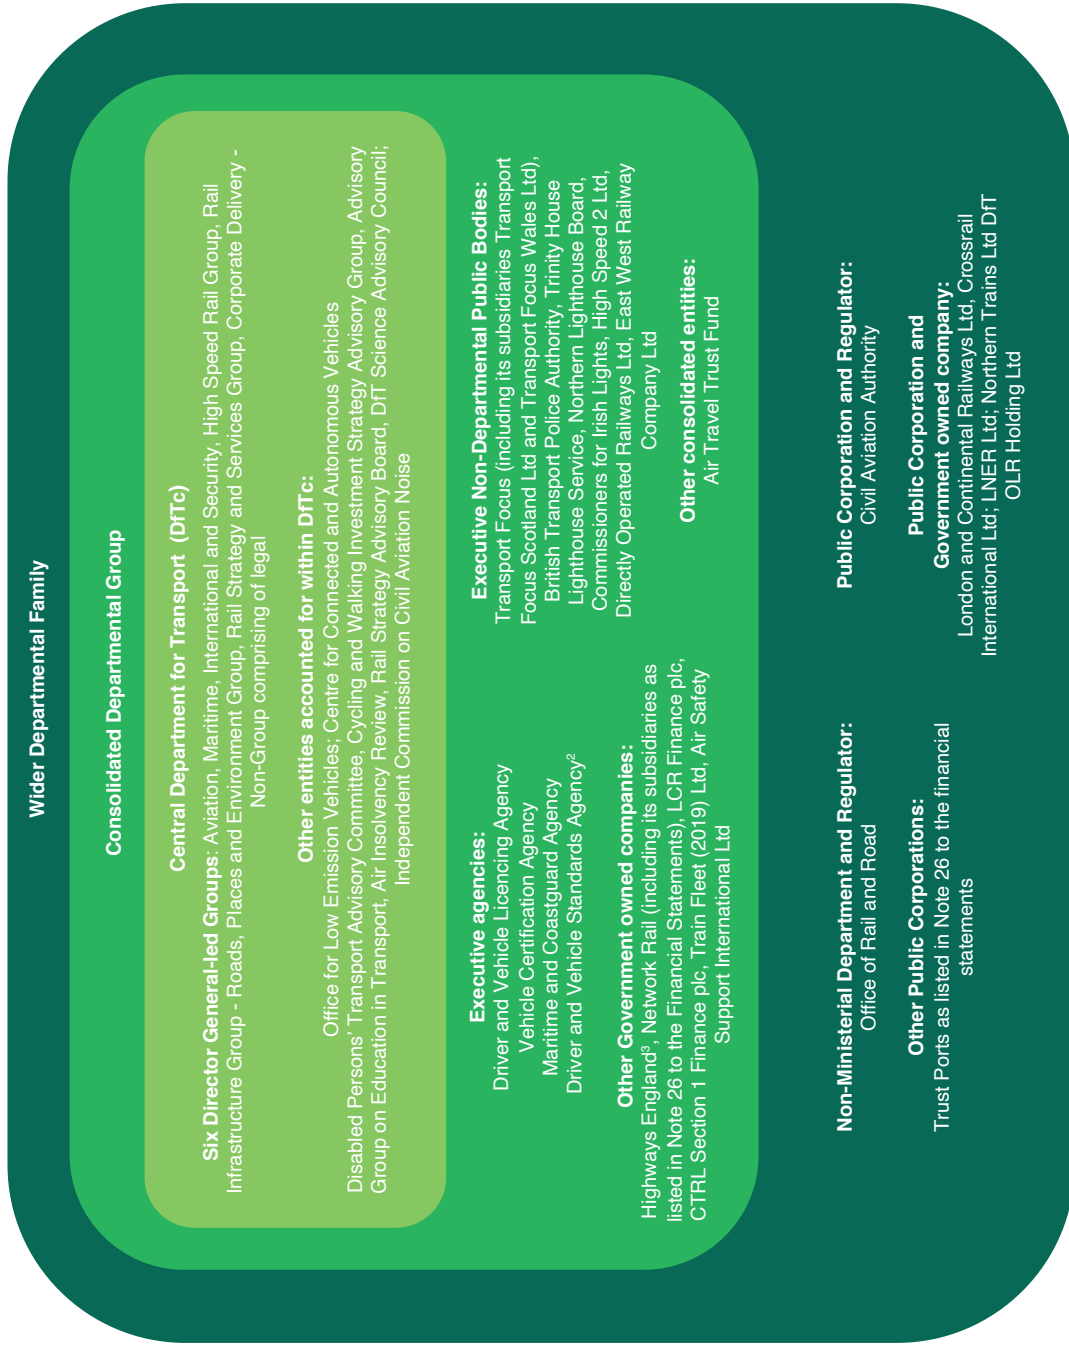 Wider Departmental Family
Consolidated Departmental Group
Central Department for Transport (DfTc)
Six Director General-led Groups: Aviation, Maritime, International and Security, High Speed Rail Group, Rail
Infrastructure Group - Roads, Places and Environment Group, Rail Strategy and Services Group, Corporate Delivery -
Non-Group comprising of legal
Other entities accounted for within DfTc:
Office for Low Emission Vehicles; Centre for Connected and Autonomous Vehicles
Disabled Persons' Transport Advisory Committee, Cycling and Walking Investment Strategy Advisory Group, Advisory
Group on Education in Transport, Air Insolvency Review, Rail Strategy Advisory Board, DfT Science Advisory Council;
Independent Commission on Civil Aviation Noise
Executive agencies:
Driver and Vehicle Licencing Agency
Vehicle Certification Agency
Maritime and Coastguard Agency
Driver and Vehicle Standards Agency²
Other Government owned companies:
Highways England³, Network Rail (including its subsidiaries as
listed in Note 26 to the Financial Statements), LCR Finance plc,
CTRL Section 1 Finance plc, Train Fleet (2019) Ltd, Air Safety
Support International Ltd
Executive Non-Departmental Public Bodies:
Transport Focus (including its subsidiaries Transport
Focus Scotland Ltd and Transport Focus Wales Ltd),
British Transport Police Authority, Trinity House
Lighthouse Service, Northern Lighthouse Board,
Commissioners for Irish Lights, High Speed 2 Ltd,
Directly Operated Railways Ltd, East West Railway
Company Ltd
Other consolidated entities:
Air Travel Trust Fund
Non-Ministerial Department and Regulator:
Office of Rail and Road
Other Public Corporations:
Trust Ports as listed in Note 26 to the financial
statements
Public Corporation and Regulator:
Civil Aviation Authority
Public Corporation and
Government owned company:
London and Continental Railways Ltd, Crossrail
International Ltd; LNER Ltd; Northern Trains Ltd DfT
OLR Holding Ltd